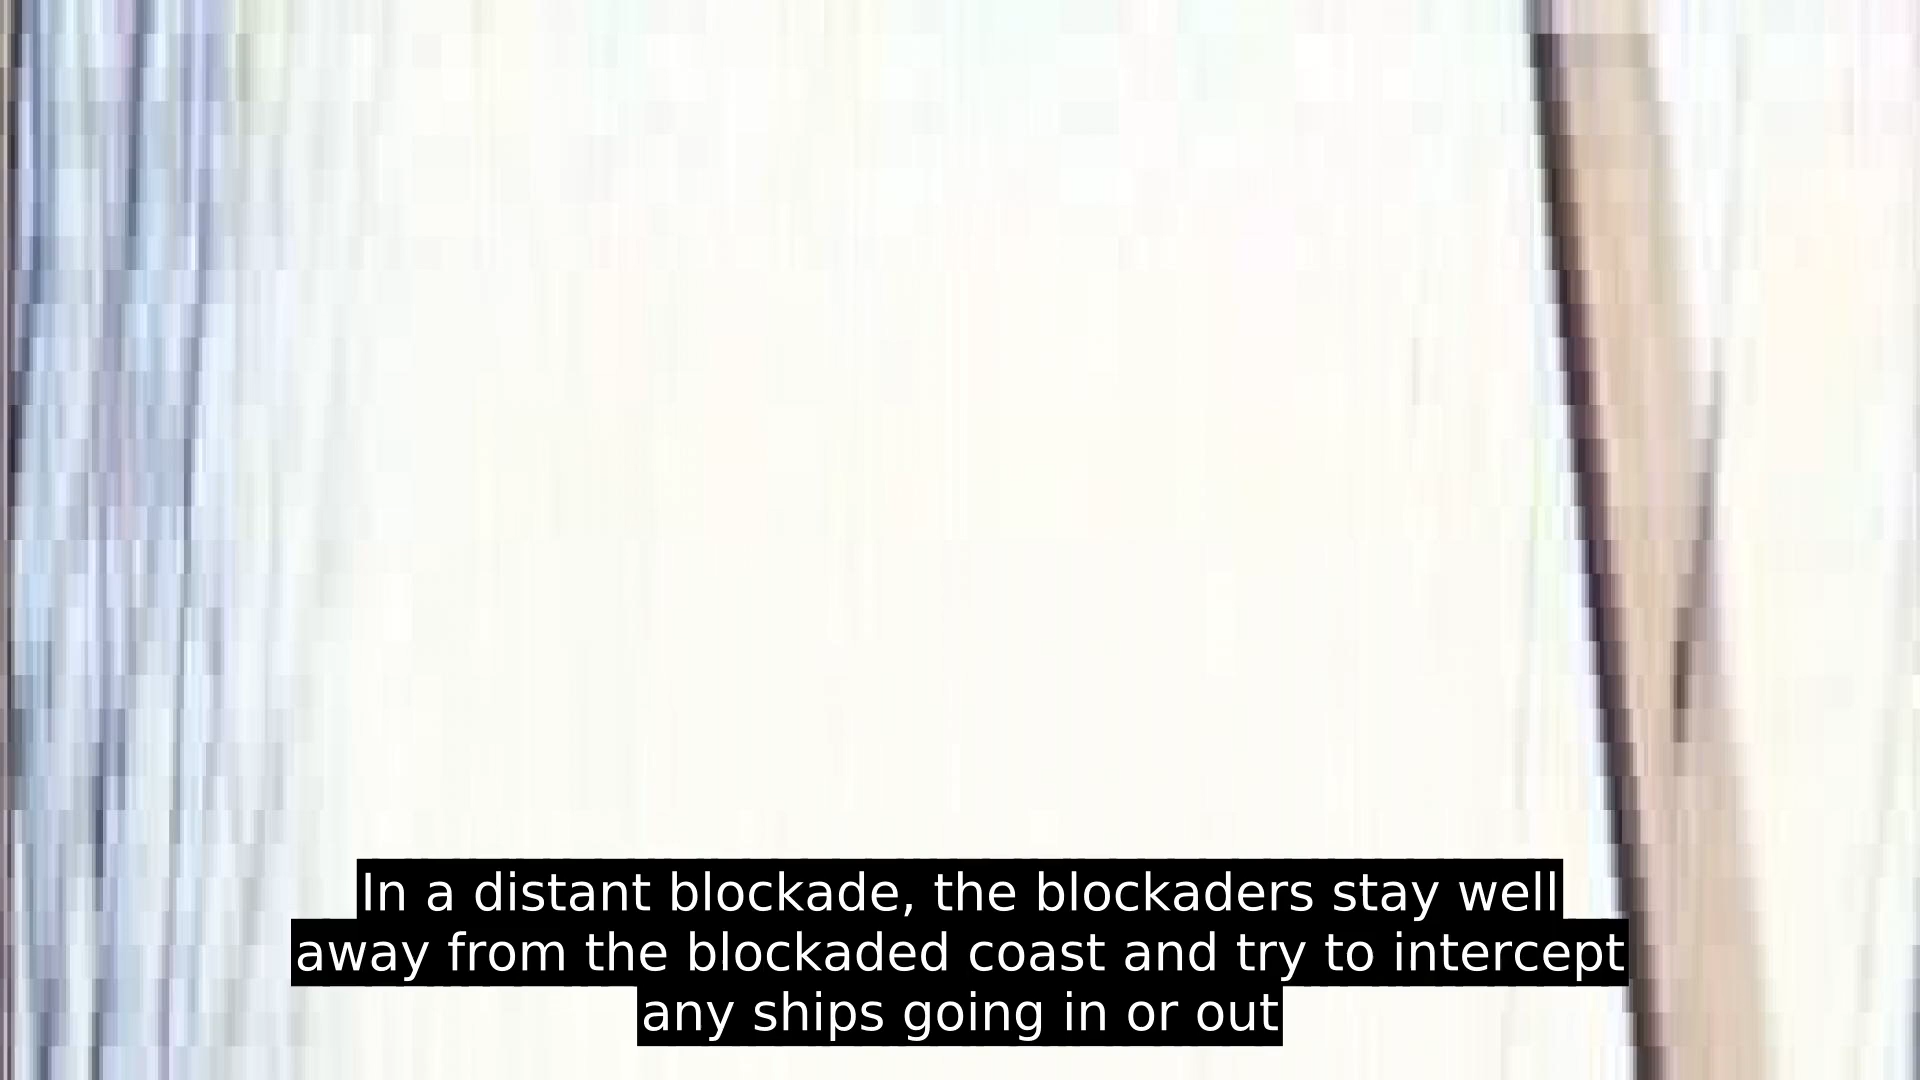 In a distant blockade, the blockaders stay well
away from the blockaded coast and try to intercept
any ships going in or out